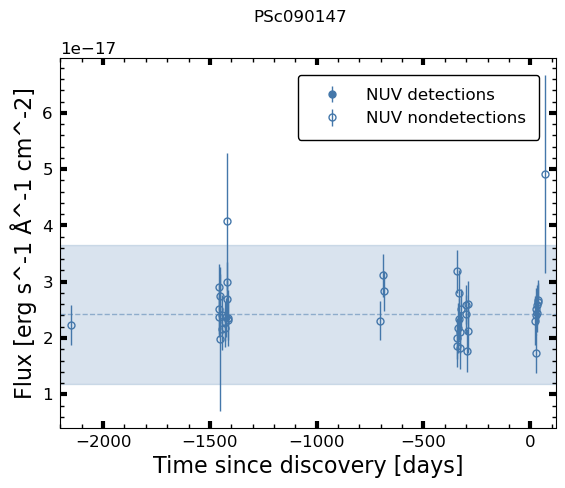 PSc090147
1e−17
NUV detections
NUV nondetections
6
5
4
3
2
1
Flux [erg s^-1 Å^-1 cm^-2]
−2000 −1500 −1000 −500 0
Time since discovery [days]